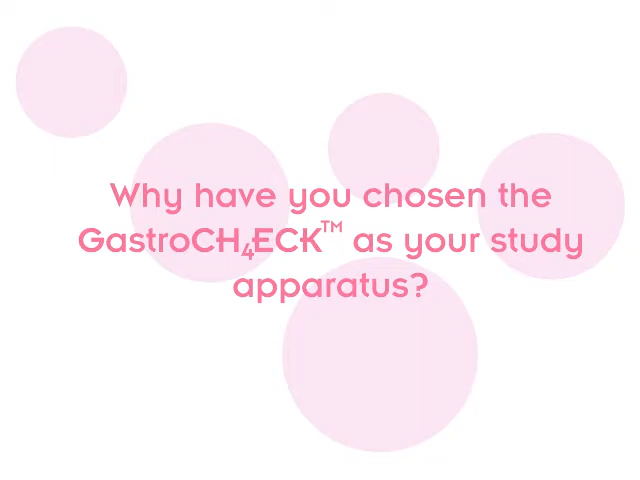 Why have you chosen the
GastroCH₄ECK™ as your study
apparatus?